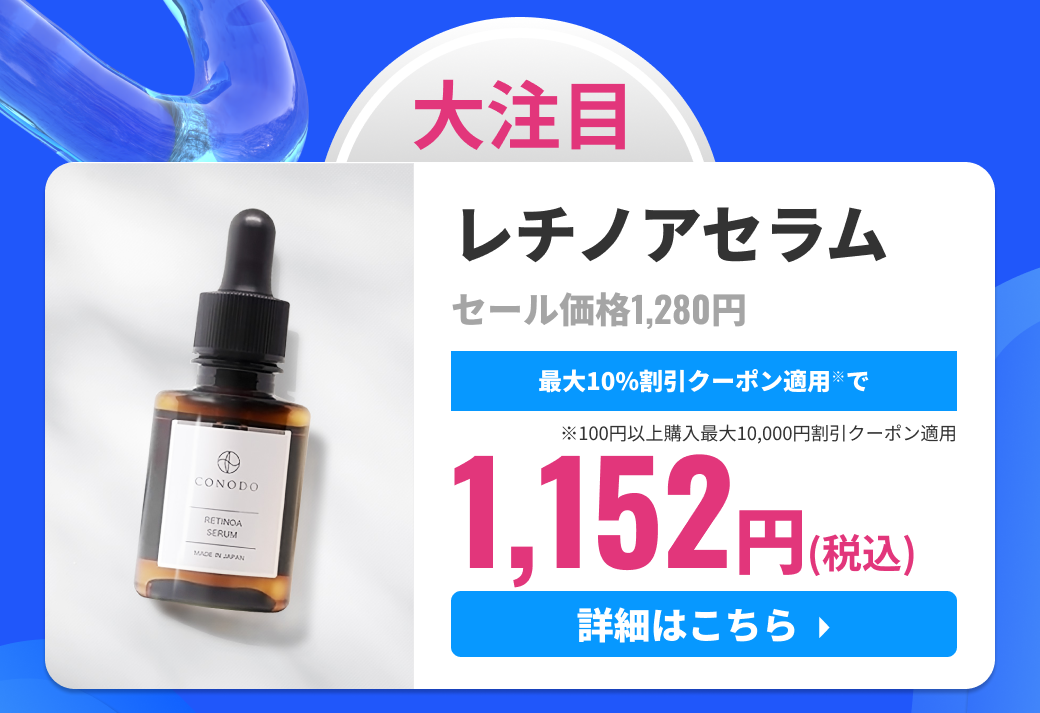 大注目
レチノアセラム
セール価格1,280円
最大10%割引クーポン適用※で
※100円以上購入最大10,000円割引クーポン適用
1,152円(税込)
詳細はこちら
CONODO
RETINOA
SERUM
MADE IN JAPAN